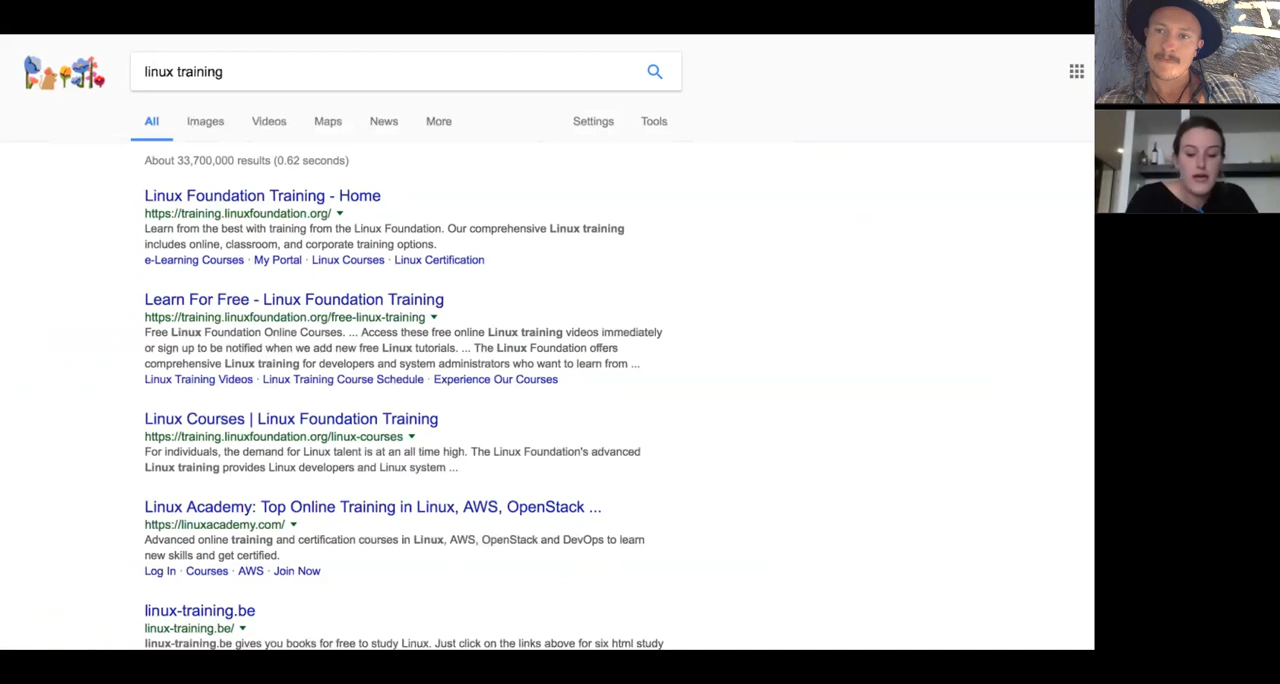 linux training
All Images Videos Maps News More Settings Tools
About 33,700,000 results (0.62 seconds)
Linux Foundation Training - Home
https://training.linuxfoundation.org/
Learn from the best with training from the Linux Foundation. Our comprehensive Linux training
includes online, classroom, and corporate training options.
e-Learning Courses · My Portal · Linux Courses · Linux Certification
Learn For Free - Linux Foundation Training
https://training.linuxfoundation.org/free-linux-training
Free Linux Foundation Online Courses. ... Access these free online Linux training videos immediately
or sign up to be notified when we add new free Linux tutorials. ... The Linux Foundation offers
comprehensive Linux training for developers and system administrators who want to learn from ...
Linux Training Videos · Linux Training Course Schedule · Experience Our Courses
Linux Courses | Linux Foundation Training
https://training.linuxfoundation.org/linux-courses
For individuals, the demand for Linux talent is at an all time high. The Linux Foundation's advanced
Linux training provides Linux developers and Linux system ...
Linux Academy: Top Online Training in Linux, AWS, OpenStack ...
https://linuxacademy.com/
Advanced online training and certification courses in Linux, AWS, OpenStack and DevOps to learn
new skills and get certified.
Log In · Courses · AWS · Join Now
linux-training.be
linux-training.be/
linux-training.be gives you books for free to study Linux. Just click on the links above for six html study